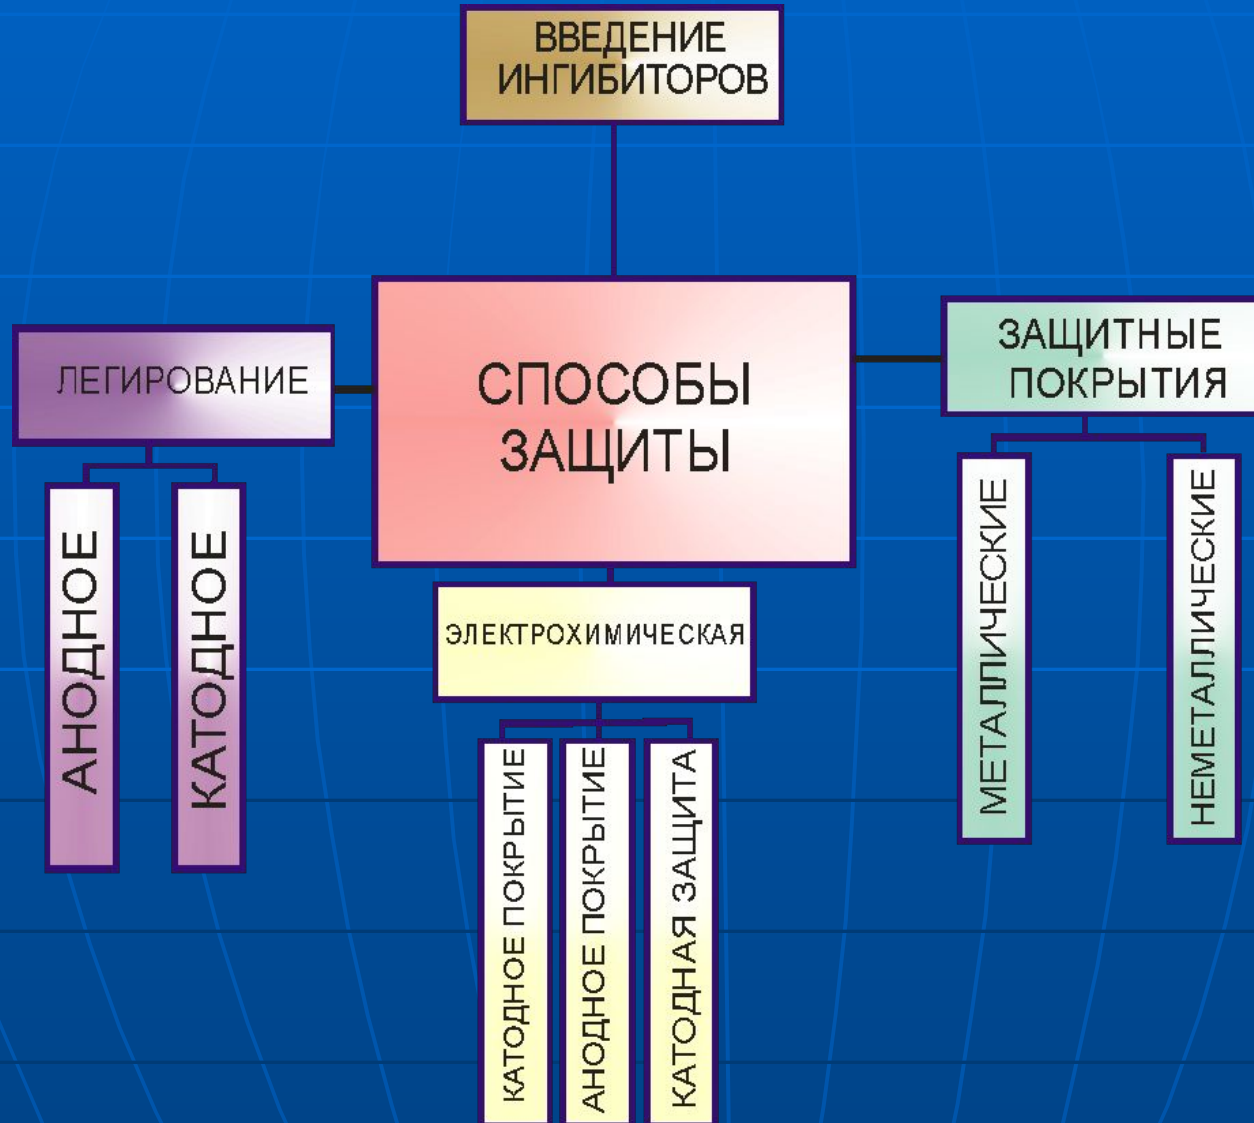 ВВЕДЕНИЕ
ИНГИБИТОРОВ
ЛЕГИРОВАНИЕ
СПОСОБЫ
ЗАЩИТЫ
ЗАЩИТНЫЕ
ПОКРЫТИЯ
АНОДНОЕ
КАТОДНОЕ
ЭЛЕКТРОХИМИЧЕСКАЯ
КАТОДНОЕ ПОКРЫТИЕ
АНОДНОЕ ПОКРЫТИЕ
КАТОДНАЯ ЗАЩИТА
МЕТАЛЛИЧЕСКИЕ
НЕМЕТАЛЛИЧЕСКИЕ